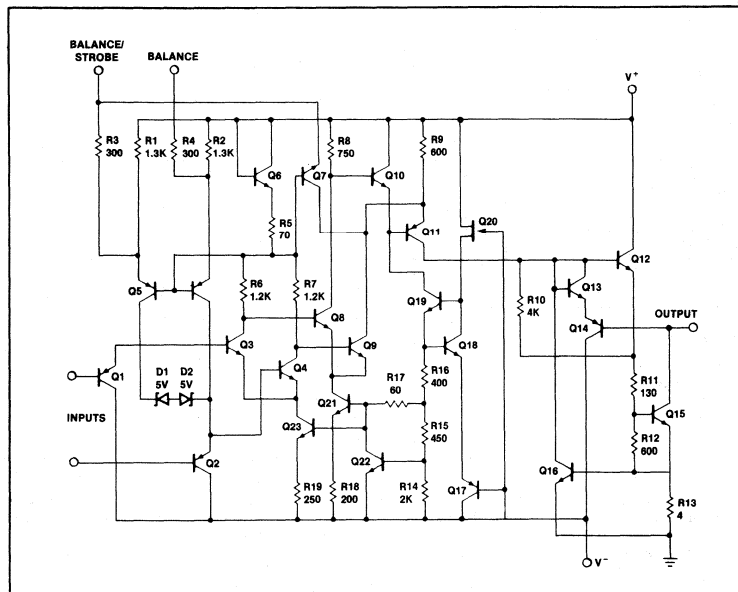 BALANCE/
STROBE
BALANCE
V+
R3
300
R1
1.3K
R4
300
R2
1.3K
Q6
Q7
R8
750
Q10
R9
600
R5
70
Q11
Q20
Q5
Q12
R6
1.2K
R7
1.2K
Q8
Q19
R10
4K
Q13
Q14
OUTPUT
Q3
Q9
Q18
Q1
D1
5V
D2
5V
Q4
R17
60
R16
400
R11
130
Q15
INPUTS
Q21
Q23
R15
450
R12
600
Q2
Q22
Q16
R19
250
R18
200
R14
2K
Q17
R13
4
V-